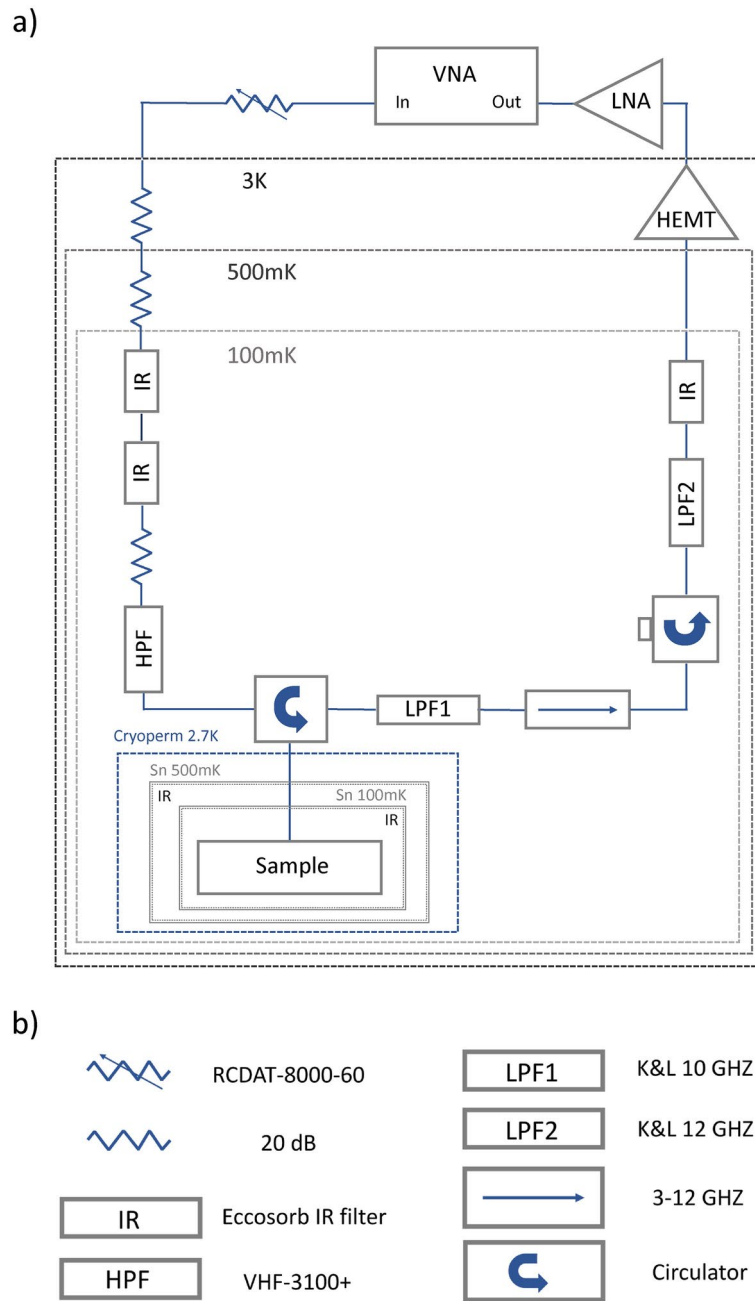 a)
VNA
In
Out
LNA
3K
HEMT
500mK
100mK
IR
IR
IR
LPF2
HPF
LPF1
Cryoperm 2.7K
Sn 500mK
IR
Sn 100mK
IR
Sample
b)
RCDAT-8000-60
20 dB
IR
Eccosorb IR filter
HPF
VHF-3100+
LPF1
K&L 10 GHZ
LPF2
K&L 12 GHZ
3-12 GHZ
Circulator